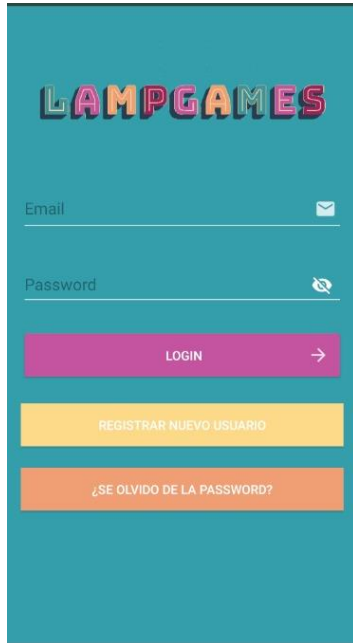 LAMPGAMES
Email
Password
LOGIN
REGISTRAR NUEVO USUARIO
¿SE OLVIDO DE LA PASSWORD?